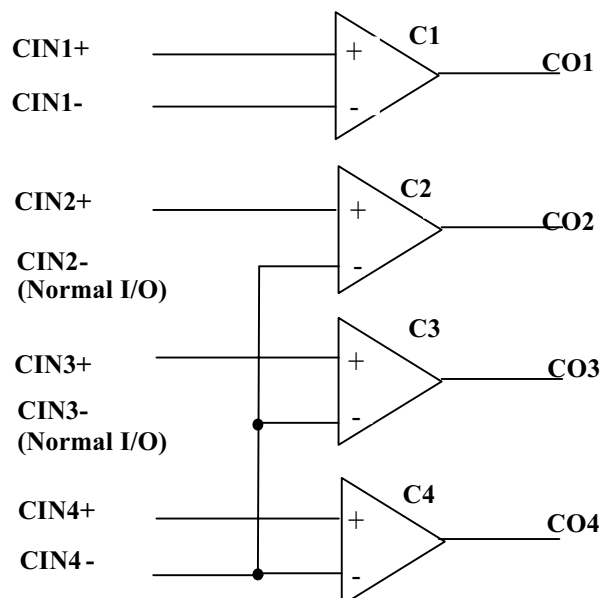 C1
CIN1+
+
CO1
CIN1-
-
C2
CIN2+
+
CO2
CIN2-
(Normal I/O)
-
C3
CIN3+
+
CO3
CIN3-
(Normal I/O)
-
C4
CIN4+
+
CO4
CIN4-
-